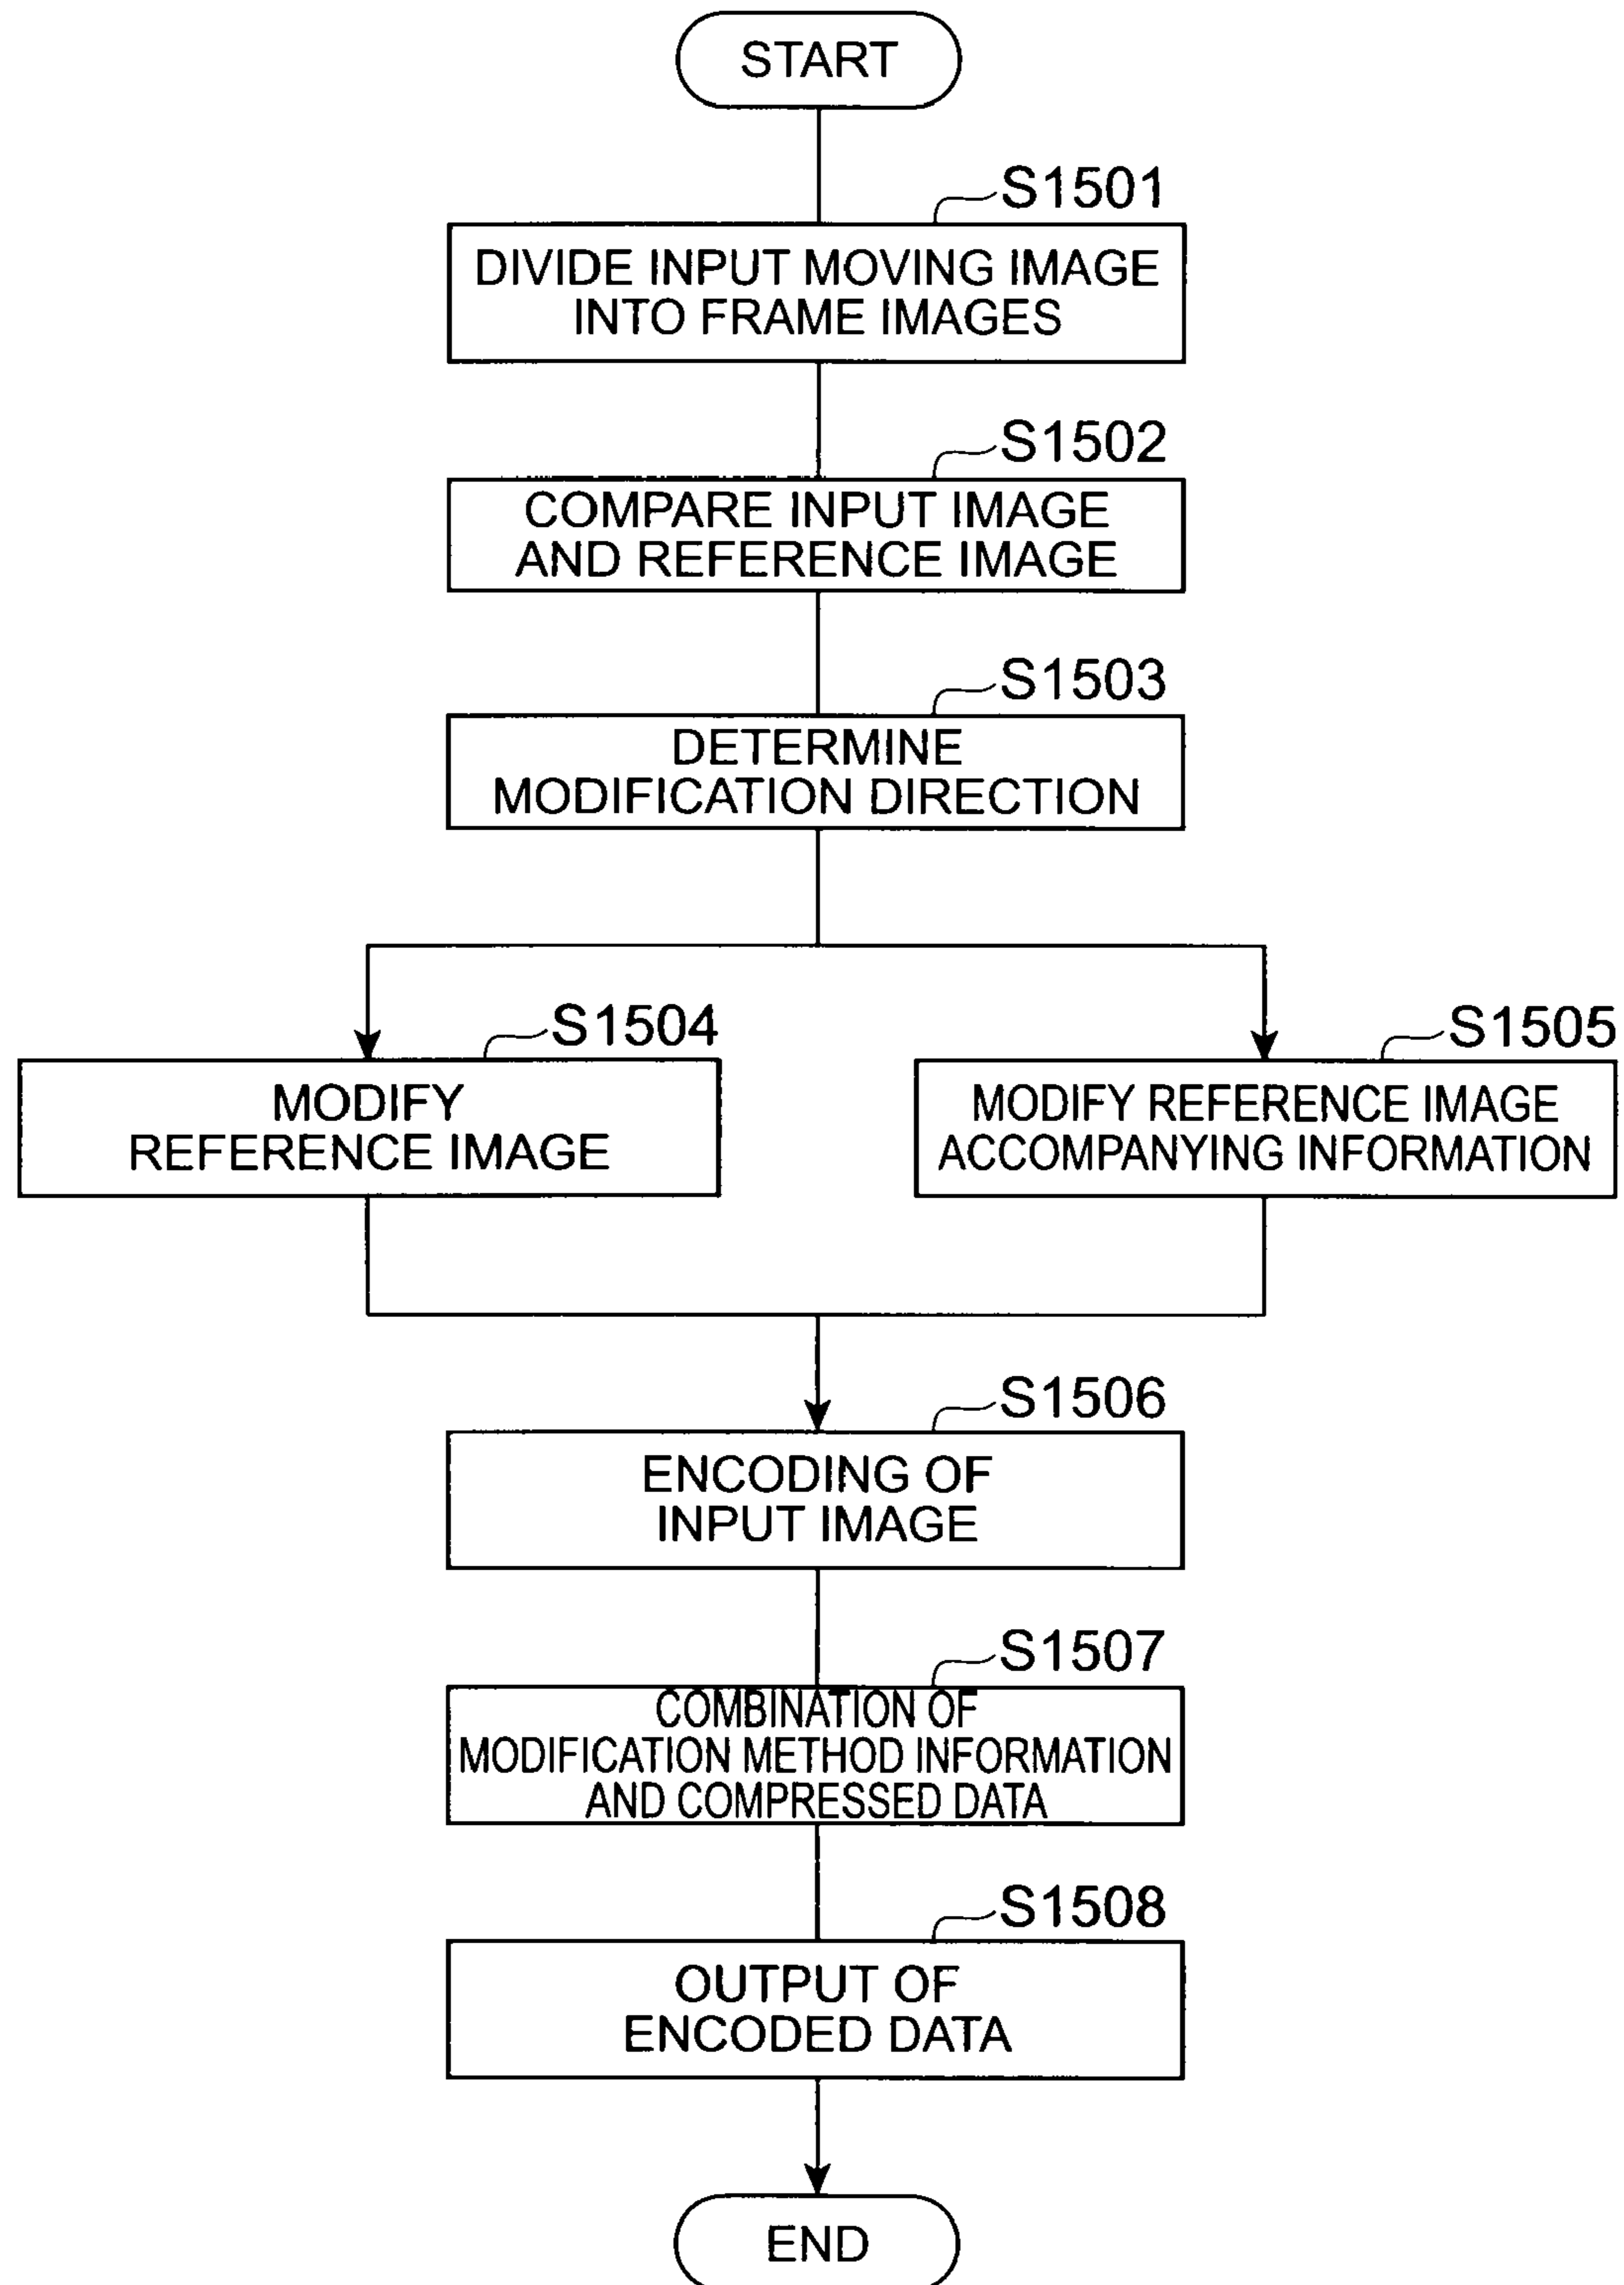 START
S1501
DIVIDE INPUT MOVING IMAGE
INTO FRAME IMAGES
S1502
COMPARE INPUT IMAGE
AND REFERENCE IMAGE
S1503
DETERMINE
MODIFICATION DIRECTION
S1504
MODIFY
REFERENCE IMAGE
S1505
MODIFY REFERENCE IMAGE
ACCOMPANYING INFORMATION
S1506
ENCODING OF
INPUT IMAGE
S1507
COMBINATION OF
MODIFICATION METHOD INFORMATION
AND COMPRESSED DATA
S1508
OUTPUT OF
ENCODED DATA
END